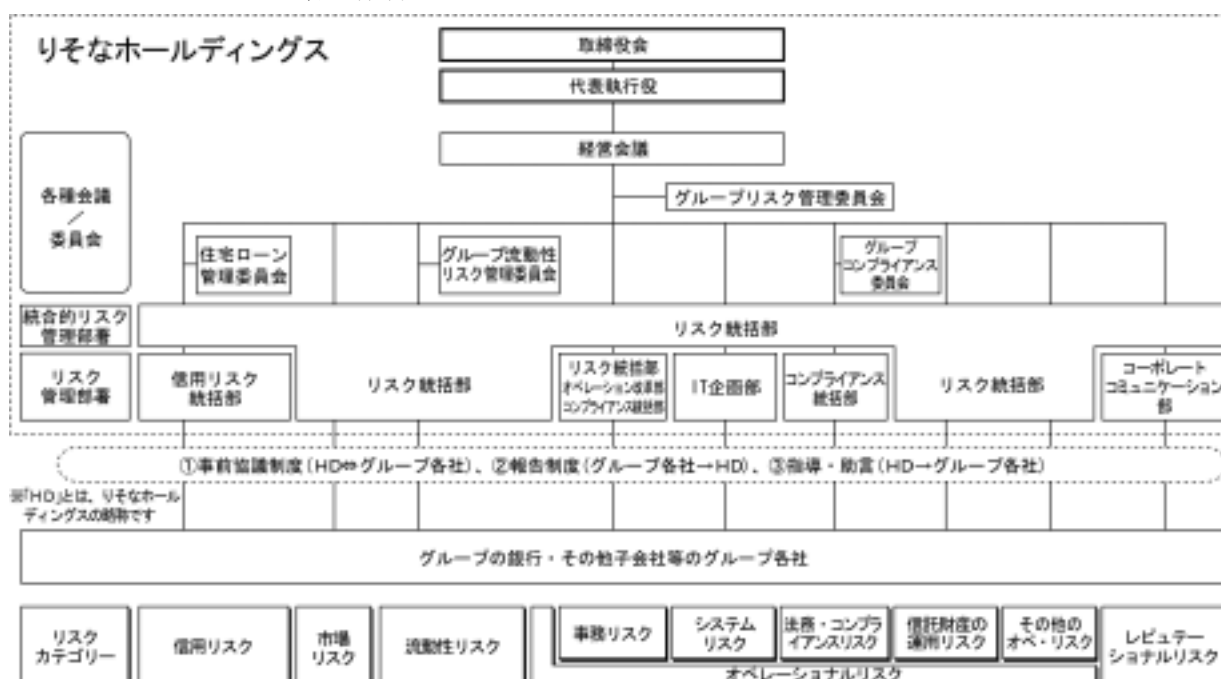 りそなホールディングス
取締役会
代表執行役
経営会議
グループリスク管理委員会
各種会議
／
委員会
住宅ローン
管理委員会
グループ流動性
リスク管理委員会
グループ
コンプライアンス
委員会
統合的リスク
管理部署
リスク統括部
リスク
管理部署
信用リスク
統括部
リスク統括部
リスク統括部
オペレーション改革部
コンプライアンス統括部
IT企画部
コンプライアンス
統括部
リスク統括部
コーポレート
コミュニケーション
部
①事前協議制度(HD⇔グループ各社)、②報告制度(グループ各社→HD)、③指導・助言(HD→グループ各社)
※「HD」とは、りそなホール
ディングスの略称です
グループの銀行・その他子会社等のグループ各社
リスク
カテゴリー
信用リスク
市場
リスク
流動性リスク
事務リスク
システム
リスク
法務・コンプラ
イアンスリスク
信託財産の
運用リスク
その他の
オペ・リスク
オペレーショナルリスク
レピュテー
ショナルリスク